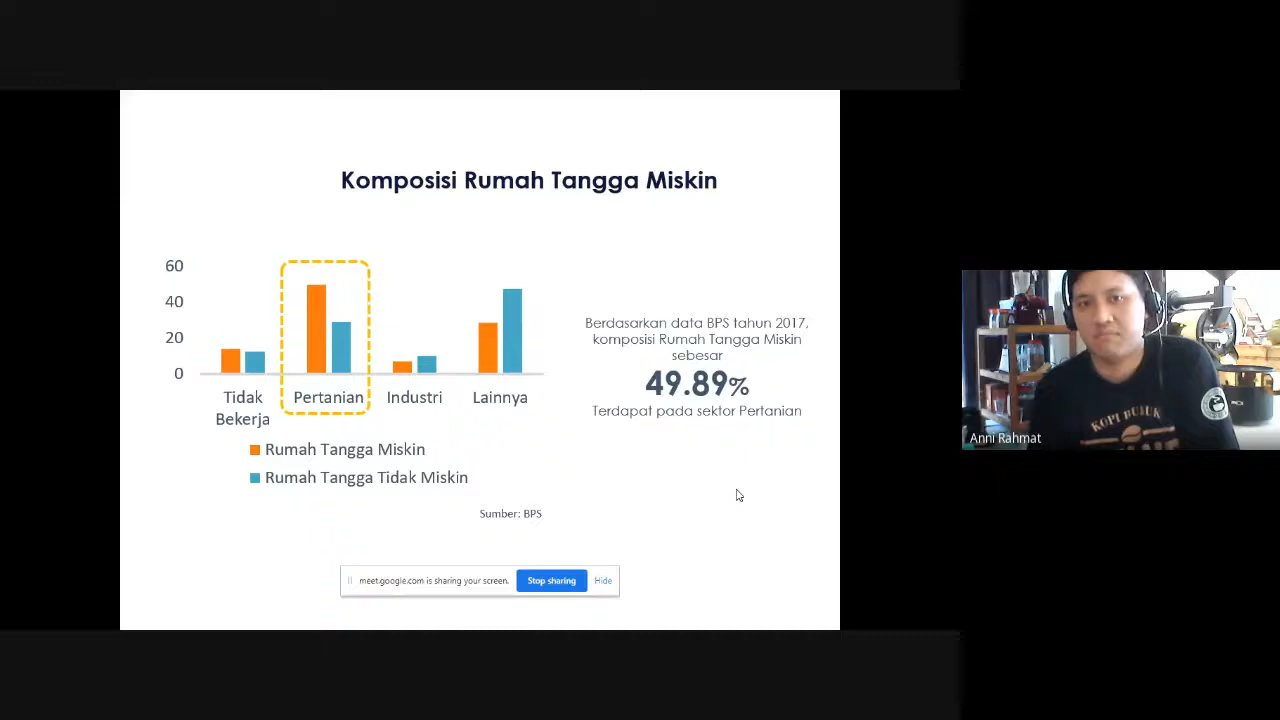 Komposisi Rumah Tangga Miskin
60
40
20
0
Tidak
Bekerja
Pertanian
Industri
Lainnya
Rumah Tangga Miskin
Rumah Tangga Tidak Miskin
Sumber: BPS
Berdasarkan data BPS tahun 2017,
komposisi Rumah Tangga Miskin
sebesar
49.89%
Terdapat pada sektor Pertanian
meet.google.com is sharing your screen.
Stop sharing
Hide
KOPI BUBUK
Anni Rahmat